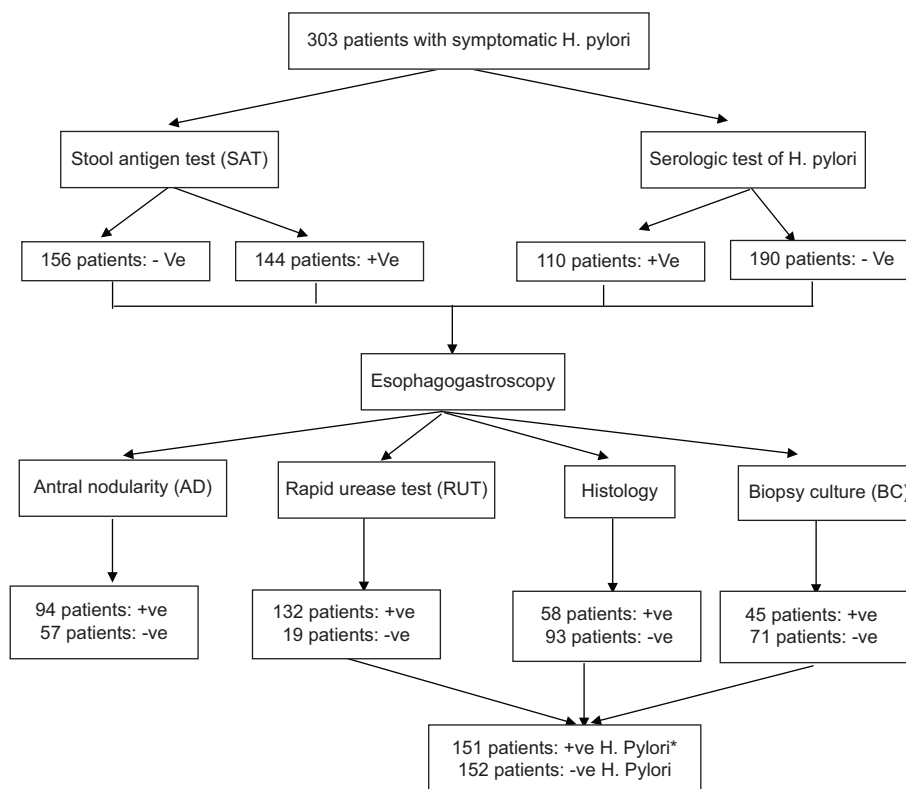 303 patients with symptomatic H. pylori
Stool antigen test (SAT)
Serologic test of H. pylori
156 patients: - Ve
144 patients: +Ve
110 patients: +Ve
190 patients: - Ve
Esophagogastroscopy
Antral nodularity (AD)
Rapid urease test (RUT)
Histology
Biopsy culture (BC)
94 patients: +ve
57 patients: -ve
132 patients: +ve
19 patients: -ve
58 patients: +ve
93 patients: -ve
45 patients: +ve
71 patients: -ve
151 patients: +ve H. Pylori*
152 patients: -ve H. Pylori